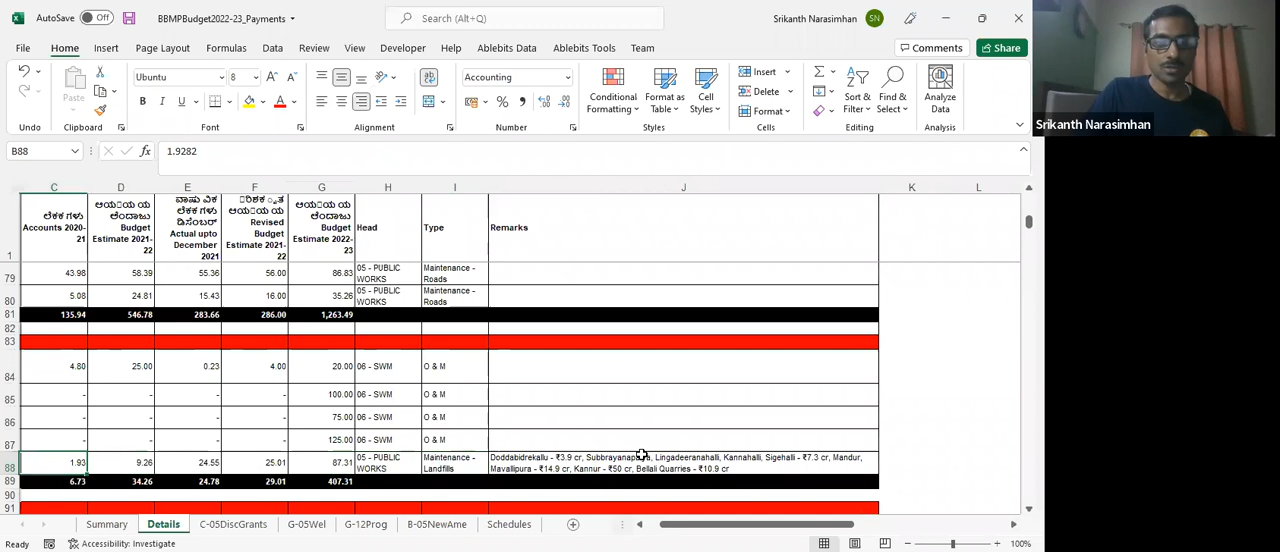 AutoSave Off BBMPBudget2022-23_Payments Search (Alt+Q) Srikanth Narasimhan SN
File Home Insert Page Layout Formulas Data Review View Developer Help Ablebits Data Ablebits Tools Team Comments Share
Ubuntu 8 Accounting Insert
Paste B I U Conditional Formatting Format as Table Cell Styles Delete Sort & Filter Find & Select Analyze Data
Format
Undo Clipboard Font Alignment Number Styles Cells Editing Analysis
Srikanth Narasimhan
B88 1.9282
C D E F G H I J K L
1 Accounts 2020-21 Budget Estimate 2021-22 Actual upto December 2021 Revised Budget Estimate 2021-22 Budget Estimate 2022-23 Head Type Remarks
79 43.98 58.39 55.36 56.00 86.83 05 - PUBLIC WORKS Maintenance - Roads
80 5.08 24.81 15.43 16.00 35.26 05 - PUBLIC WORKS Maintenance - Roads
81 135.94 546.78 283.66 286.00 1,263.49
82
83
84 4.80 25.00 0.23 4.00 20.00 06 - SWM O & M
85 - - - - 100.00 06 - SWM O & M
86 - - - - 75.00 06 - SWM O & M
87 - - - - 125.00 06 - SWM O & M
88 1.93 9.26 24.55 25.01 87.31 05 - PUBLIC WORKS Maintenance - Landfills Doddabidrekallu - ₹3.9 cr, Lingadeeranahalli, Kannahalli, Sigehalli - ₹7.3 cr, Mandur,
Mavallipura - ₹14.9 cr, Kannur - ₹50 cr, Bellali Quarries - ₹10.9 cr
89 6.73 34.26 24.78 29.01 407.31
90
91
Summary Details C-05DiscGrants G-05Wel G-12Prog B-05NewAme Schedules
Ready Accessibility: Investigate 100%